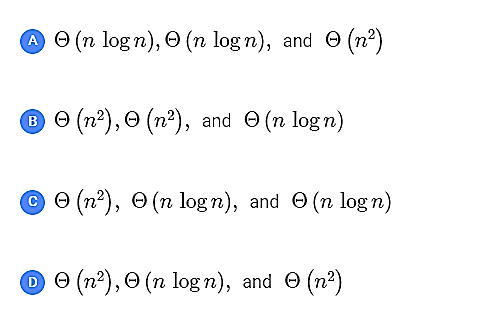 A Θ (n log n), Θ (n log n), and Θ (n²)
B Θ (n²), Θ (n²), and Θ (n log n)
C Θ (n²), Θ (n log n), and Θ (n log n)
D Θ (n²), Θ (n log n), and Θ (n²)